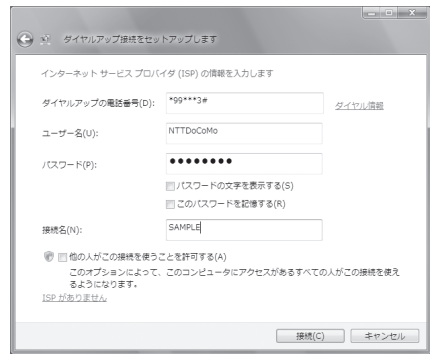 ダイヤルアップ接続をセットアップします
インターネット サービス プロバイダ (ISP) の情報を入力します
ダイヤルアップの電話番号(D):
*99***3#
ダイヤル情報
ユーザー名(U):
NTTDoCoMo
パスワード(P):
●●●●●●●●
パスワードの文字を表示する(S)
このパスワードを記憶する(R)
接続名(N):
SAMPLE
他の人がこの接続を使うことを許可する(A)
このオプションによって、このコンピュータにアクセスがあるすべての人がこの接続を使え
るようになります。
ISP がありません
接続(C)
キャンセル